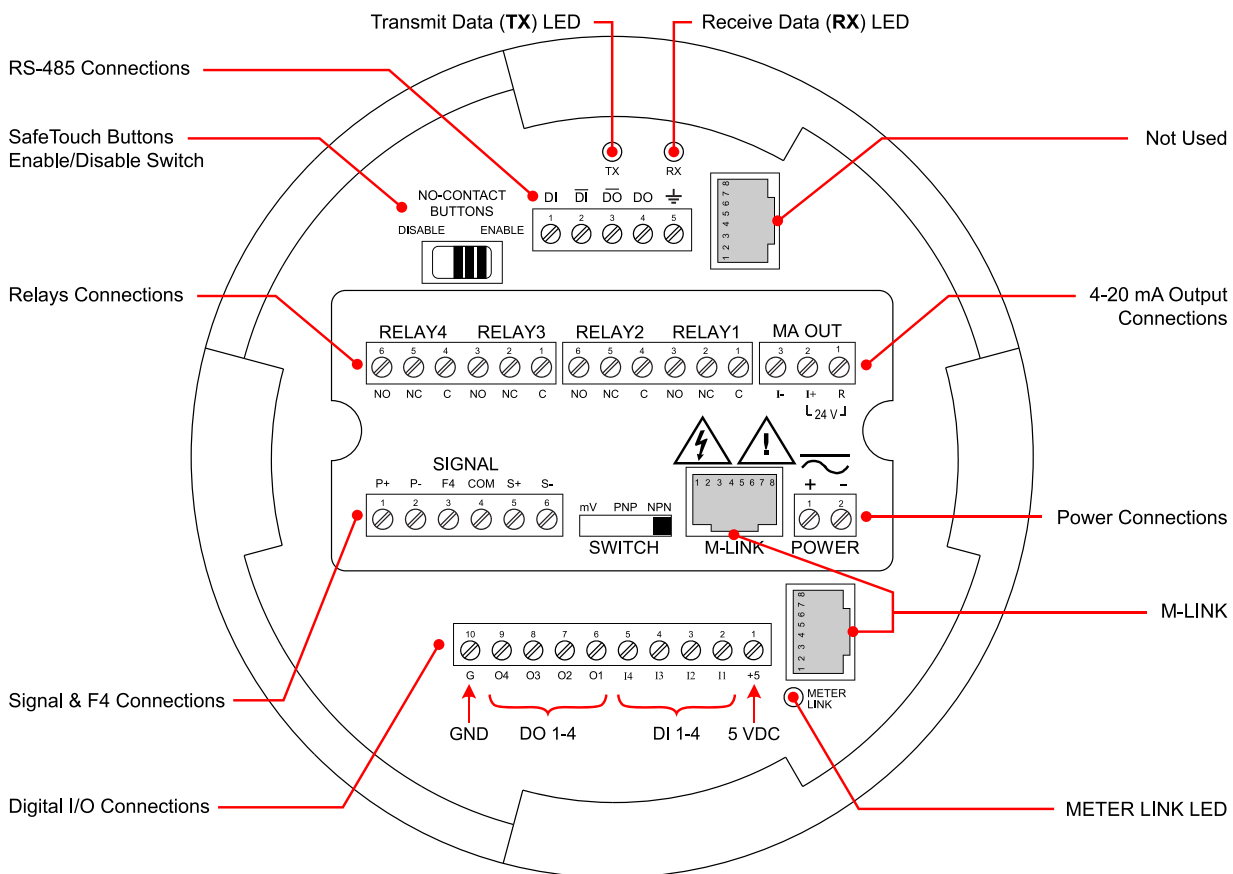 Transmit Data (TX) LED
Receive Data (RX) LED
RS-485 Connections
SafeTouch Buttons
Enable/Disable Switch
Not Used
TX
RX
NO-CONTACT
BUTTONS
DISABLE ENABLE
DI D̅I̅ D̅O̅ DO ⏚
1 2 3 4 5
1 2 3 4 5 6 7 8
Relays Connections
4-20 mA Output
Connections
RELAY4 RELAY3 RELAY2 RELAY1 MA OUT
6 5 4 3 2 1 6 5 4 3 2 1 3 2 1
NO NC C NO NC C NO NC C NO NC C I- I+ R
24 V
SIGNAL
P+ P- F4 COM S+ S-
1 2 3 4 5 6
mV PNP NPN
SWITCH
1 2 3 4 5 6 7 8
M-LINK
+ -
1 2
POWER
Power Connections
M-LINK
1 2 3 4 5 6 7 8
10 9 8 7 6 5 4 3 2 1
G O4 O3 O2 O1 I4 I3 I2 I1 +5
GND DO 1-4 DI 1-4 5 VDC
METER
LINK
Signal & F4 Connections
Digital I/O Connections
METER LINK LED